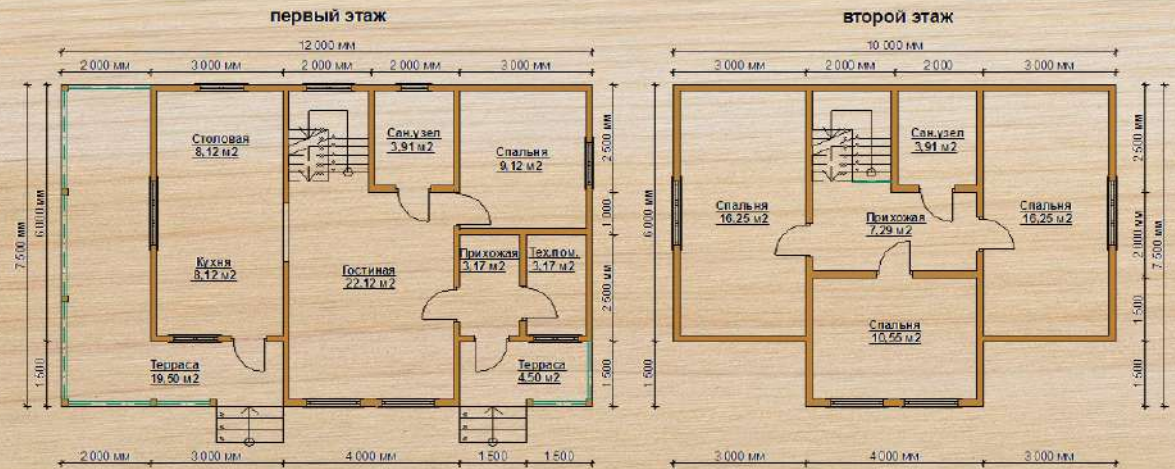 первый этаж
12 000 мм
2 000 мм
3 000 мм
2 000 мм
2 000 мм
3 000 мм
7 500 мм
6 000 мм
1 500
Столовая
8,12 м2
Сан.узел
3,91 м2
Спальня
9,12 м2
Кухня
8,12 м2
Гостиная
22,12 м2
Прихожая
3,17 м2
Тех.пом.
3,17 м2
Терраса
19,50 м2
Терраса
4,50 м2
2 500 мм
1 000
2 500 мм
1 500
2 000 мм
3 000 мм
4 000 мм
1 500
1 500
второй этаж
10 000 мм
3 000 мм
2 000 мм
2 000
3 000 мм
6 000 мм
1 500
Сан.узел
3,91 м2
Спальня
16,25 м2
Прихожая
7,29 м2
Спальня
16,25 м2
Спальня
10,55 м2
2 500 мм
2 000 мм
1 500
1 500
7 500 мм
3 000 мм
4 000 мм
3 000 мм